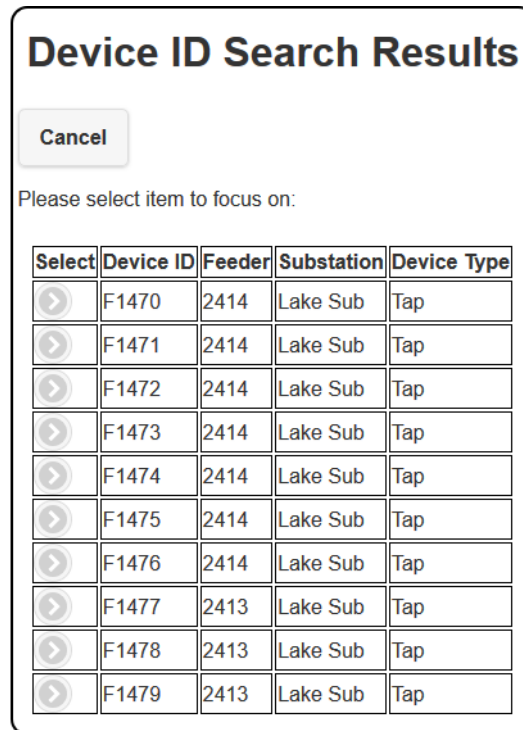 Device ID Search Results
Cancel
Please select item to focus on:
Select Device ID Feeder Substation Device Type
F1470 2414 Lake Sub Tap
F1471 2414 Lake Sub Tap
F1472 2414 Lake Sub Tap
F1473 2414 Lake Sub Tap
F1474 2414 Lake Sub Tap
F1475 2414 Lake Sub Tap
F1476 2414 Lake Sub Tap
F1477 2413 Lake Sub Tap
F1478 2413 Lake Sub Tap
F1479 2413 Lake Sub Tap